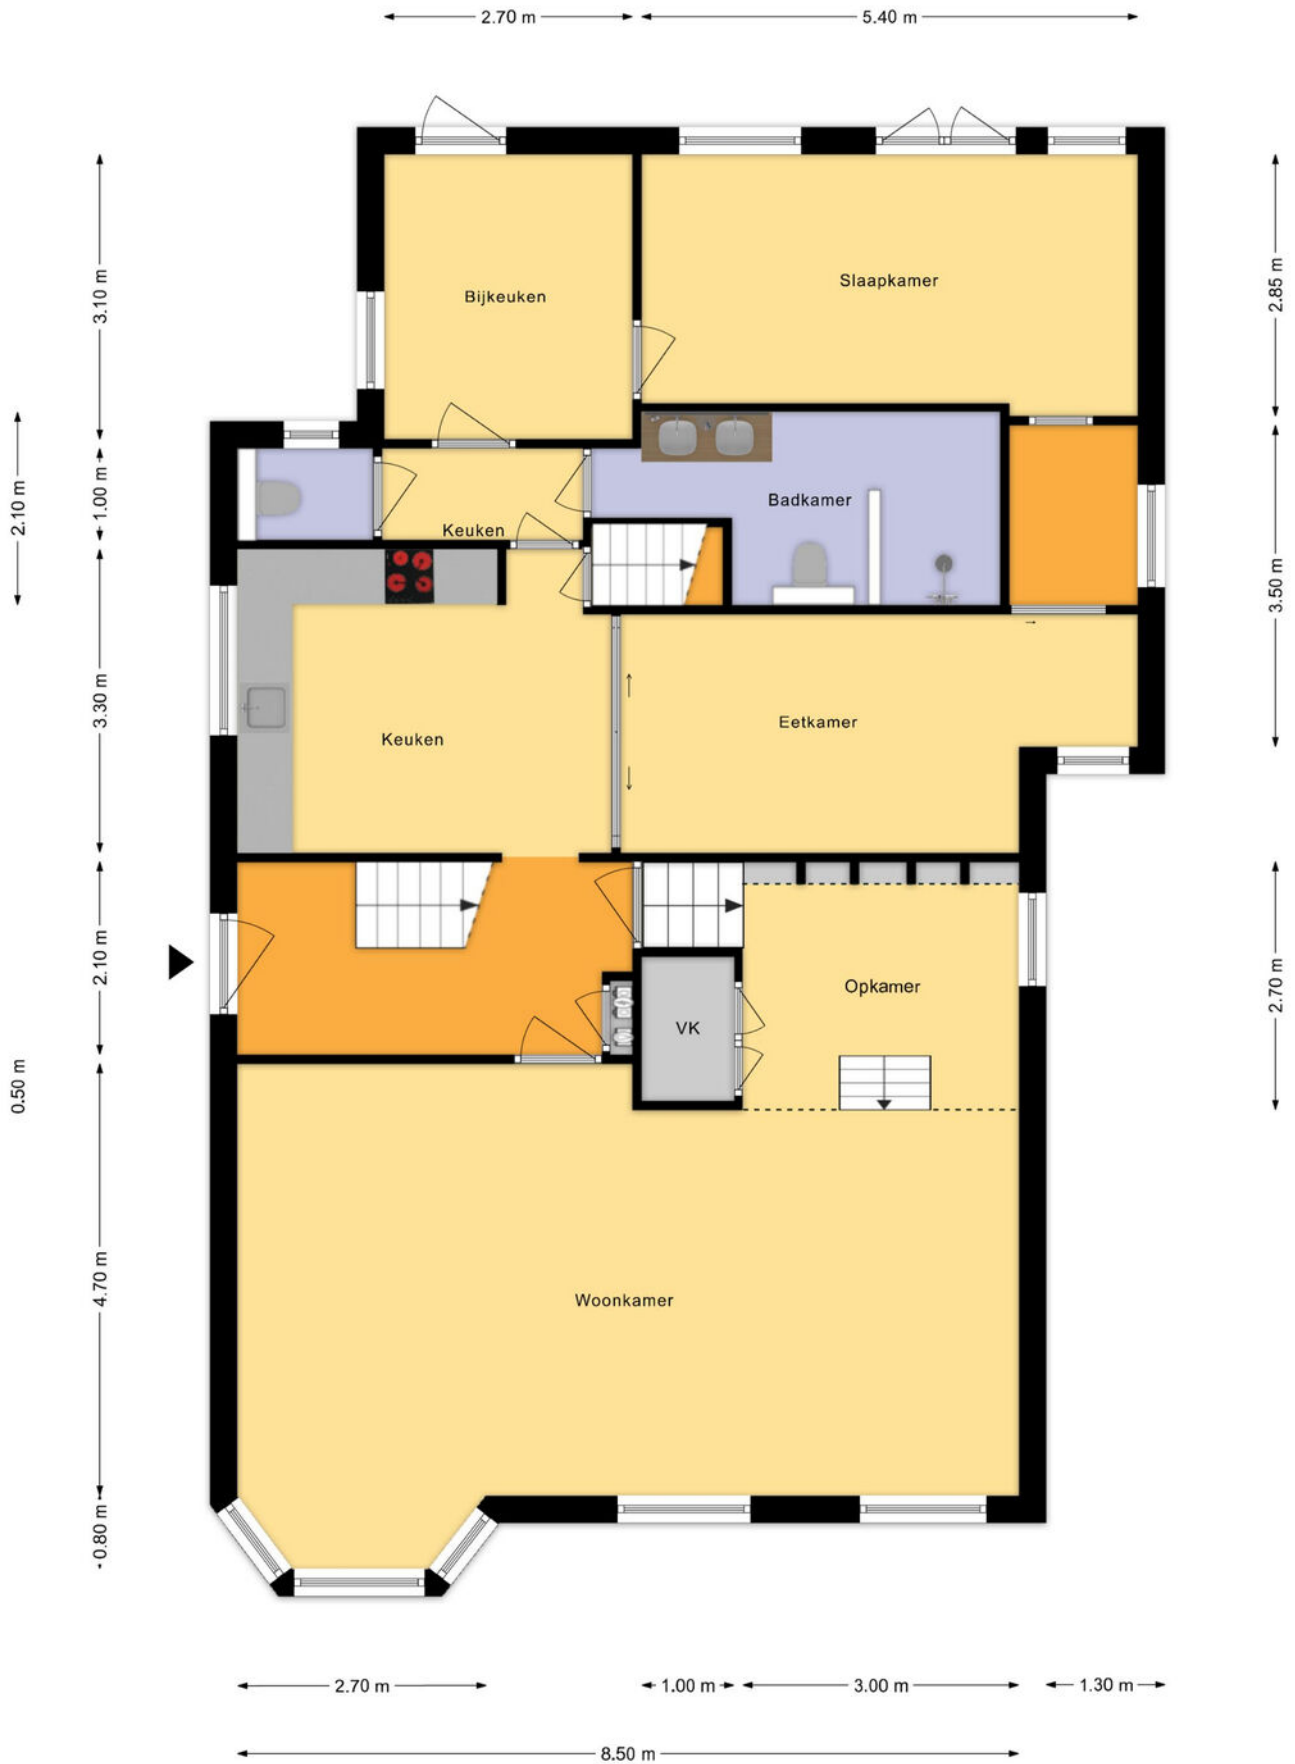 2.70 m
5.40 m
3.10 m
2.85 m
Bijkeuken
Slaapkamer
2.10 m
1.00 m
Keuken
Badkamer
3.50 m
3.30 m
Keuken
Eetkamer
2.10 m
2.70 m
Opkamer
VK
0.50 m
4.70 m
Woonkamer
0.80 m
2.70 m
1.00 m
3.00 m
1.30 m
8.50 m